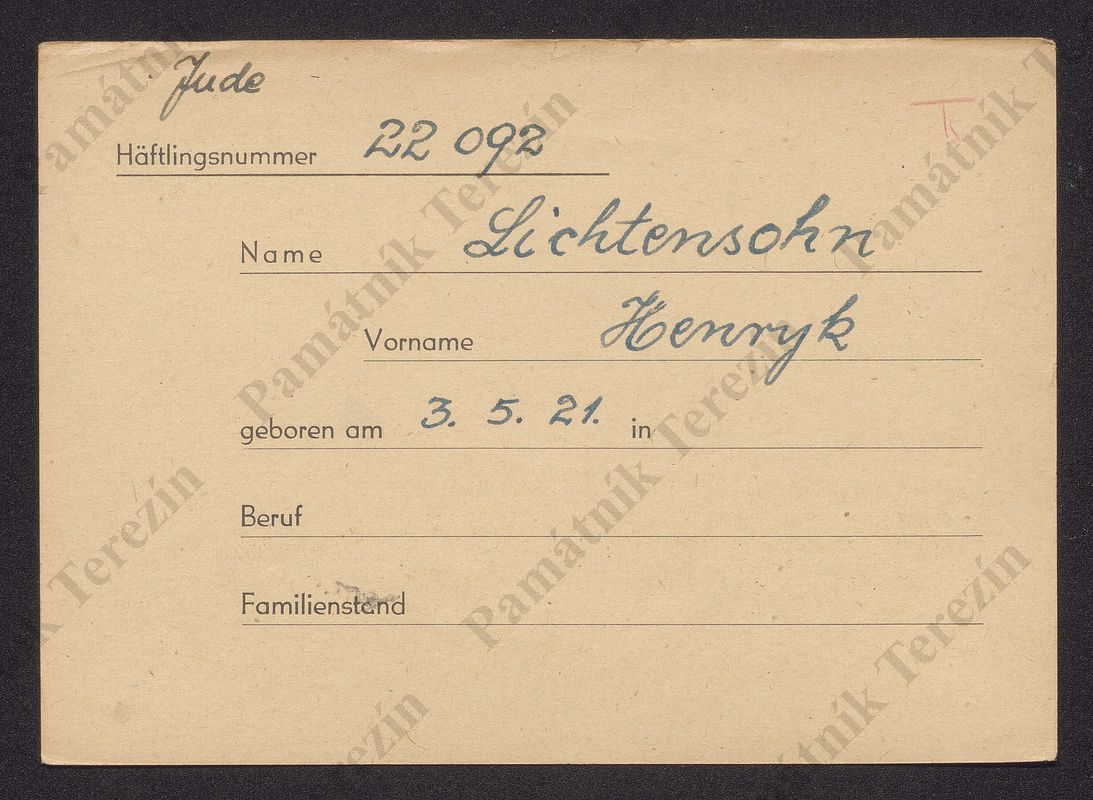 Jude
Häftlingsnummer 22 092
Name Lichtensohn
Vorname Henryk
geboren am 3. 5. 21. in
Beruf
Familienstand
Památník Terezín